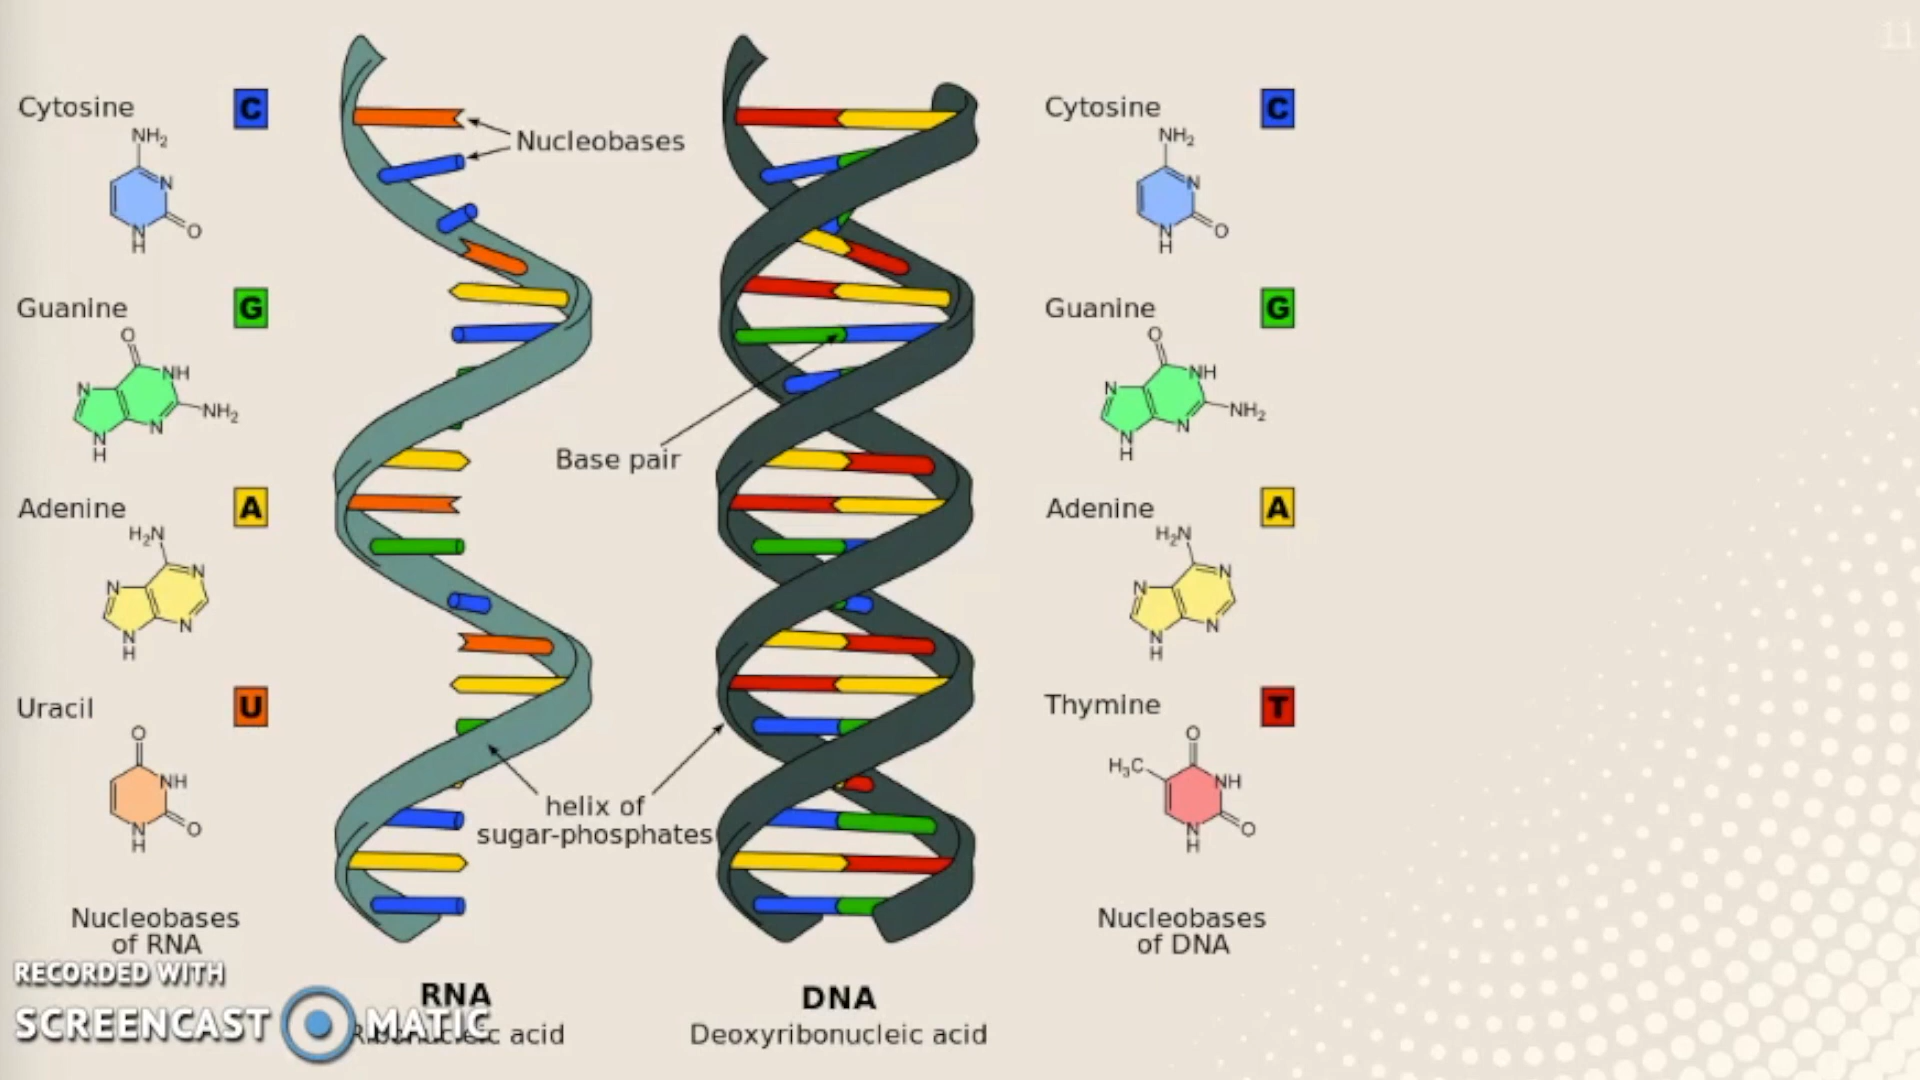 11
Cytosine
C
NH2
N
N
H
O
Guanine
G
O
N
NH
NH2
N
N
H
Adenine
A
H2N
N
N
N
N
H
Uracil
U
O
NH
O
N
H
Nucleobases
of RNA
Nucleobases
Base pair
helix of
sugar-phosphates
RNA
Ribonucleic acid
DNA
Deoxyribonucleic acid
Cytosine
C
NH2
N
N
H
O
Guanine
G
O
N
NH
NH2
N
N
H
Adenine
A
H2N
N
N
N
N
H
Thymine
T
O
H3C
NH
O
N
H
Nucleobases
of DNA
RECORDED WITH
SCREENCAST MATIC